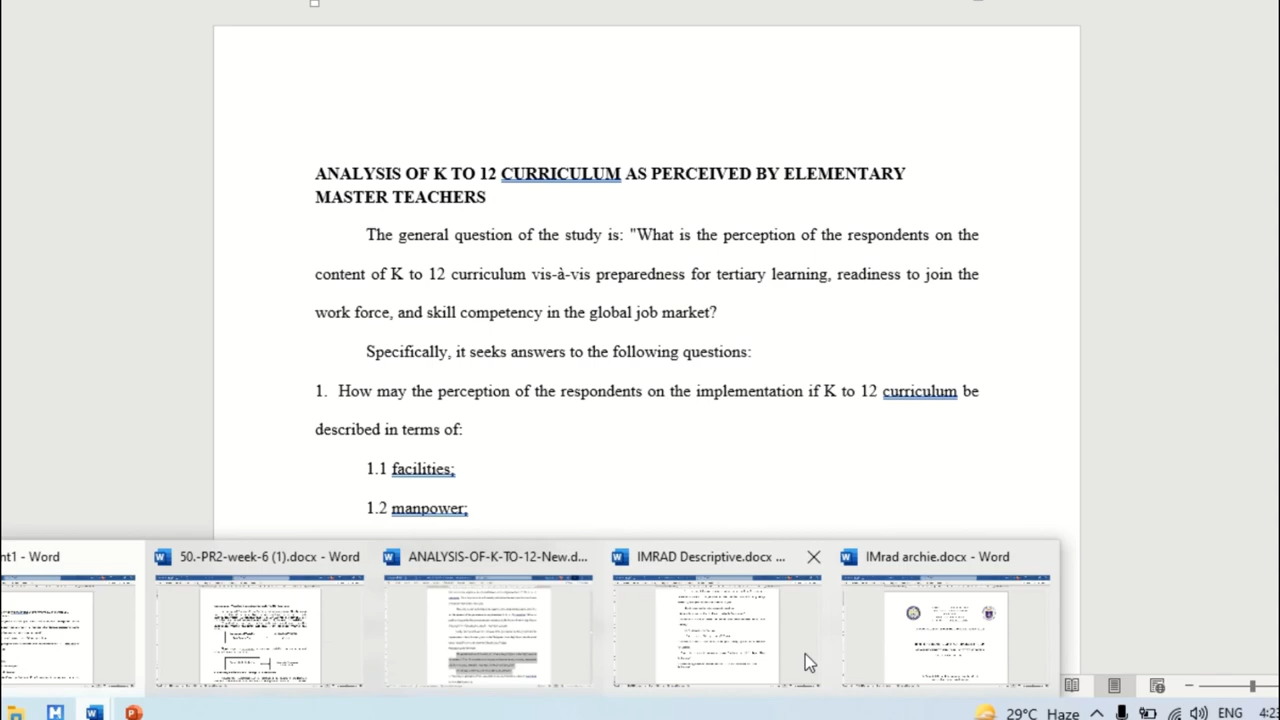 ANALYSIS OF K TO 12 CURRICULUM AS PERCEIVED BY ELEMENTARY
MASTER TEACHERS
The general question of the study is: "What is the perception of the respondents on the
content of K to 12 curriculum vis-à-vis preparedness for tertiary learning, readiness to join the
work force, and skill competency in the global job market?
Specifically, it seeks answers to the following questions:
1. How may the perception of the respondents on the implementation if K to 12 curriculum be
described in terms of:
1.1 facilities;
1.2 manpower;
nt1 - Word
50.-PR2-week-6 (1).docx - Word
ANALYSIS-OF-K-TO-12-New.d...
IMRAD Descriptive.docx ...
IMrad archie.docx - Word
29°C Haze
ENG
4:23